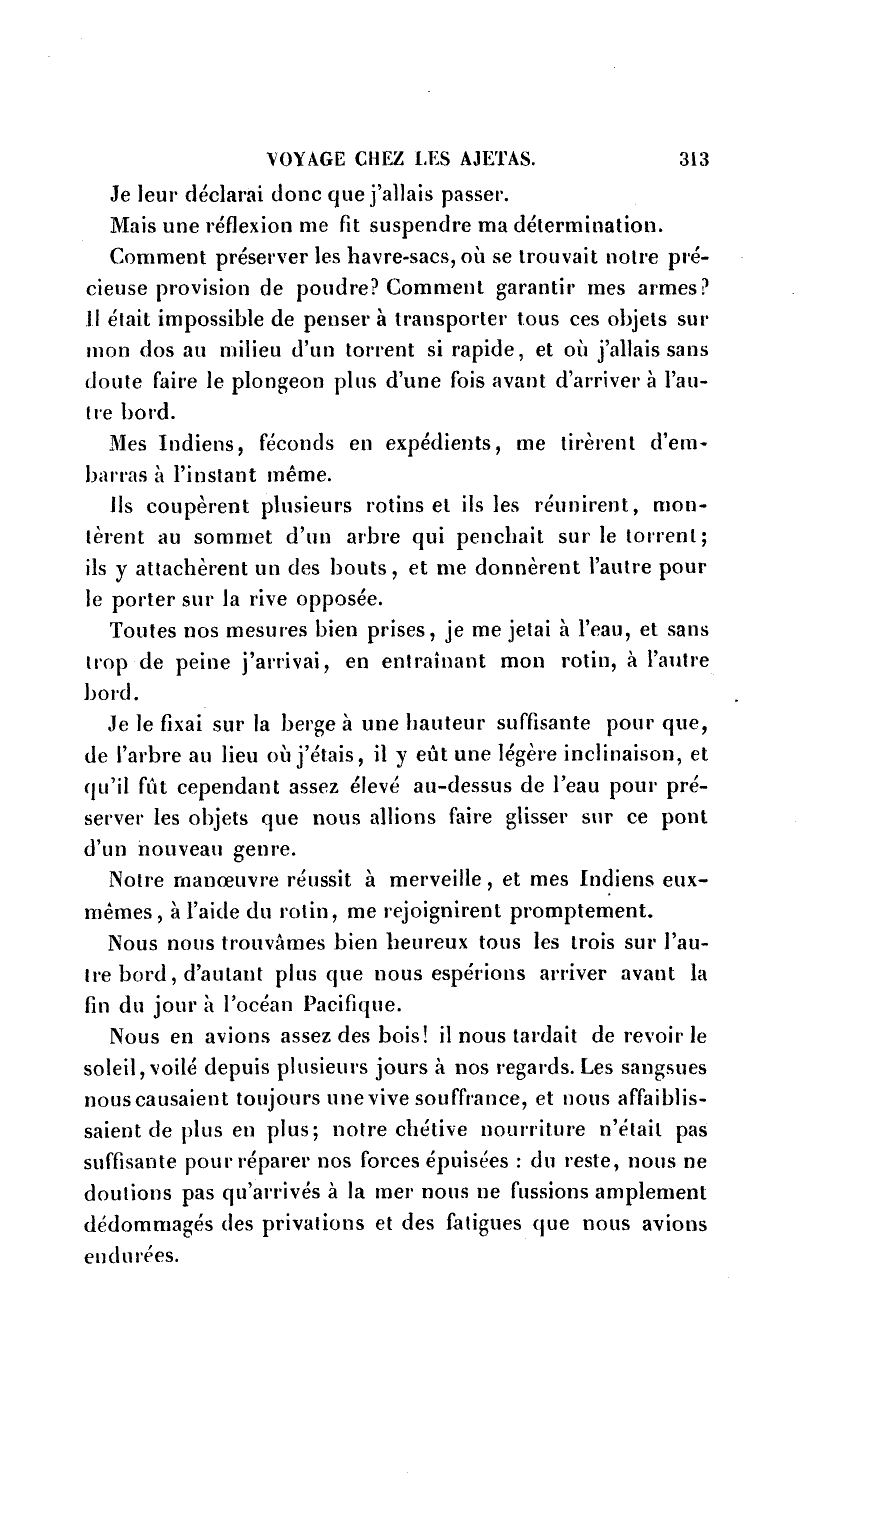 VOYAGE CHEZ LES AJETAS. 313
Je leur déclarai donc que j'allais passer.
Mais une réflexion me fit suspendre ma détermination.
Comment préserver les havre-sacs, où se trouvait notre pré-
cieuse provision de poudre? Comment garantir mes armes?
Il était impossible de penser à transporter tous ces objets sur
mon dos au milieu d'un torrent si rapide, et où j'allais sans
doute faire le plongeon plus d'une fois avant d'arriver à l'au-
tre bord.
Mes Indiens, féconds en expédients, me tirèrent d'em-
barras à l'instant même.
Ils coupèrent plusieurs rotins et ils les réunirent, mon-
tèrent au sommet d'un arbre qui penchait sur le torrent;
ils y attachèrent un des bouts, et me donnèrent l'autre pour
le porter sur la rive opposée.
Toutes nos mesures bien prises, je me jetai à l'eau, et sans
trop de peine j'arrivai, en entraînant mon rotin, à l'autre
bord.
Je le fixai sur la berge à une hauteur suffisante pour que,
de l'arbre au lieu où j'étais, il y eût une légère inclinaison, et
qu'il fût cependant assez élevé au-dessus de l'eau pour pré-
server les objets que nous allions faire glisser sur ce pont
d'un nouveau genre.
Notre manœuvre réussit à merveille, et mes Indiens eux-
mêmes, à l'aide du rotin, me rejoignirent promptement.
Nous nous trouvâmes bien heureux tous les trois sur l'au-
tre bord, d'autant plus que nous espérions arriver avant la
fin du jour à l'océan Pacifique.
Nous en avions assez des bois! il nous tardait de revoir le
soleil, voilé depuis plusieurs jours à nos regards. Les sangsues
nous causaient toujours une vive souffrance, et nous affaiblis-
saient de plus en plus; notre chétive nourriture n'était pas
suffisante pour réparer nos forces épuisées : du reste, nous ne
doutions pas qu'arrivés à la mer nous ne fussions amplement
dédommagés des privations et des fatigues que nous avions
endurées.